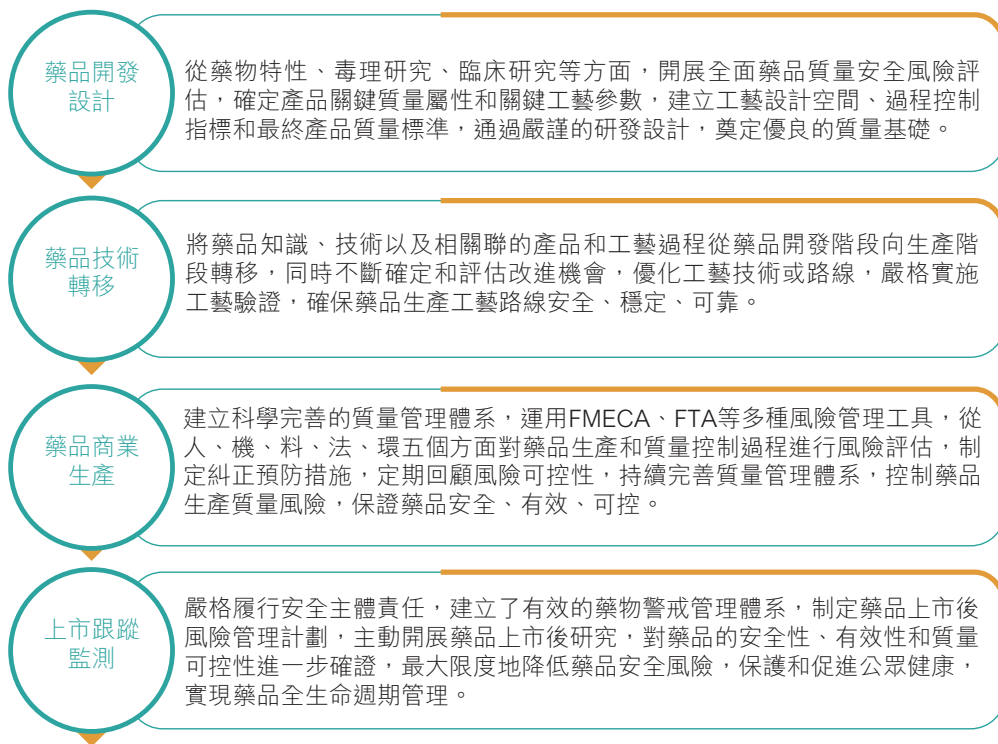 藥品開發
設計
從藥物特性、毒理研究、臨床研究等方面，開展全面藥品質量安全風險評
估，確定產品關鍵質量屬性和關鍵工藝參數，建立工藝設計空間、過程控制
指標和最終產品質量標準，通過嚴謹的研發設計，奠定優良的質量基礎。
藥品技術
轉移
將藥品知識、技術以及相關聯的產品和工藝過程從藥品開發階段向生產階
段轉移，同時不斷確定和評估改進機會，優化工藝技術或路線，嚴格實施
工藝驗證，確保藥品生產工藝路線安全、穩定、可靠。
藥品商業
生產
建立科學完善的質量管理體系，運用FMECA、FTA等多種風險管理工具，從
人、機、料、法、環五個方面對藥品生產和質量控制過程進行風險評估，制
定糾正預防措施，定期回顧風險可控性，持續完善質量管理體系，控制藥品
生產質量風險，保證藥品安全、有效、可控。
上市跟蹤
監測
嚴格履行安全主體責任，建立了有效的藥物警戒管理體系，制定藥品上市後
風險管理計劃，主動開展藥品上市後研究，對藥品的安全性、有效性和質量
可控性進一步確證，最大限度地降低藥品安全風險，保護和促進公眾健康，
實現藥品全生命週期管理。